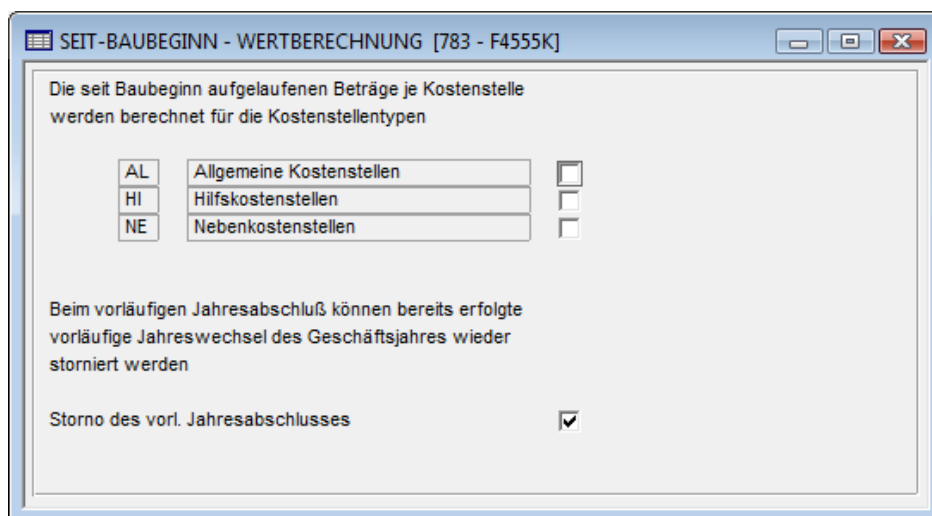 SEIT-BAUBEGINN - WERTBERECHNUNG [783 - F4555K]
Die seit Baubeginn aufgelaufenen Beträge je Kostenstelle
werden berechnet für die Kostenstellentypen
AL Allgemeine Kostenstellen
HI Hilfskostenstellen
NE Nebenkostenstellen
Beim vorläufigen Jahresabschluß können bereits erfolgte
vorläufige Jahreswechsel des Geschäftsjahres wieder
storniert werden
Storno des vorl. Jahresabschlusses